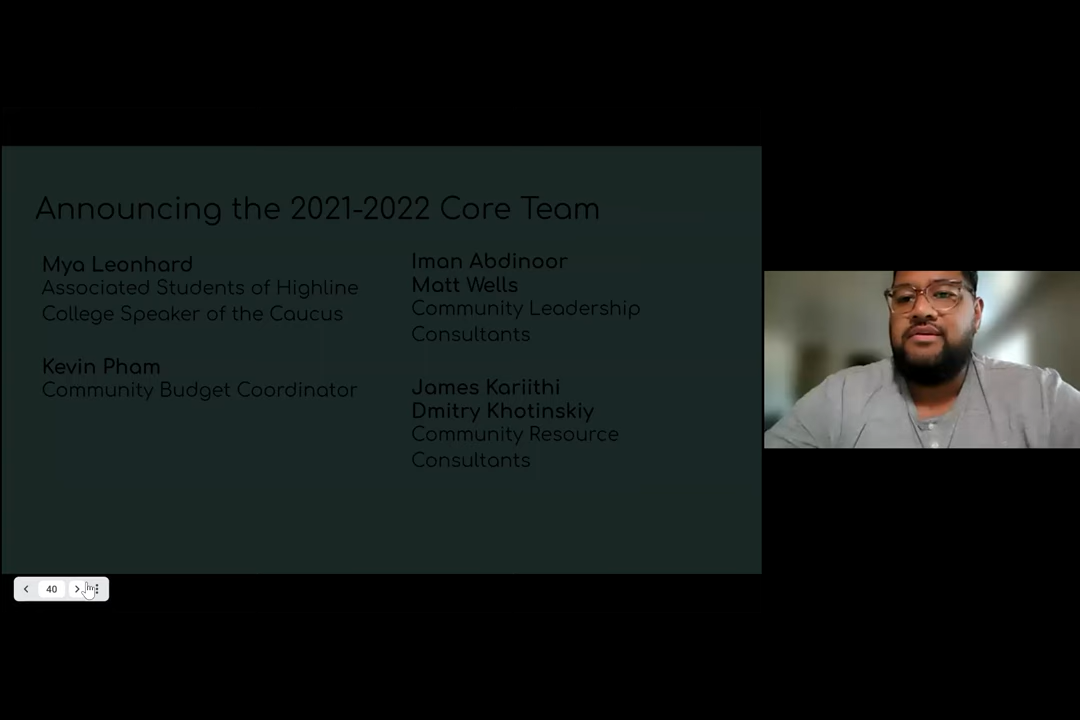 Announcing the 2021-2022 Core Team
Mya Leonhard
Associated Students of Highline
College Speaker of the Caucus
Kevin Pham
Community Budget Coordinator
Iman Abdinoor
Matt Wells
Community Leadership
Consultants
James Kariithi
Dmitry Khotinskiy
Community Resource
Consultants
40